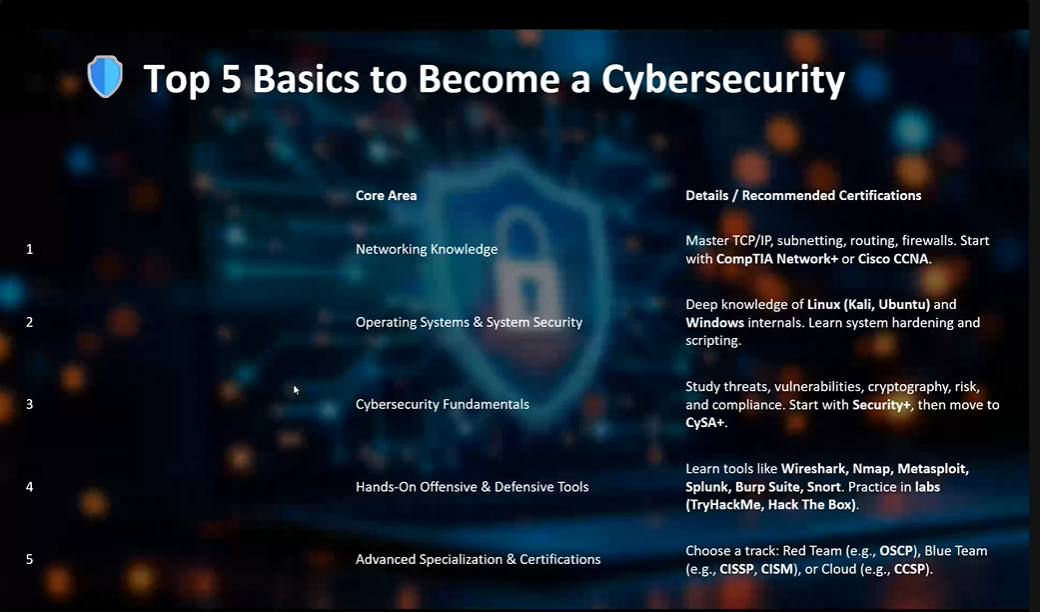 Top 5 Basics to Become a Cybersecurity
Core Area
Details / Recommended Certifications
1
Networking Knowledge
Master TCP/IP, subnetting, routing, firewalls. Start
with CompTIA Network+ or Cisco CCNA.
2
Operating Systems & System Security
Deep knowledge of Linux (Kali, Ubuntu) and
Windows internals. Learn system hardening and
scripting.
3
Cybersecurity Fundamentals
Study threats, vulnerabilities, cryptography, risk,
and compliance. Start with Security+, then move to
CySA+.
4
Hands-On Offensive & Defensive Tools
Learn tools like Wireshark, Nmap, Metasploit,
Splunk, Burp Suite, Snort. Practice in labs
(TryHackMe, Hack The Box).
5
Advanced Specialization & Certifications
Choose a track: Red Team (e.g., OSCP), Blue Team
(e.g., CISSP, CISM), or Cloud (e.g., CCSP).